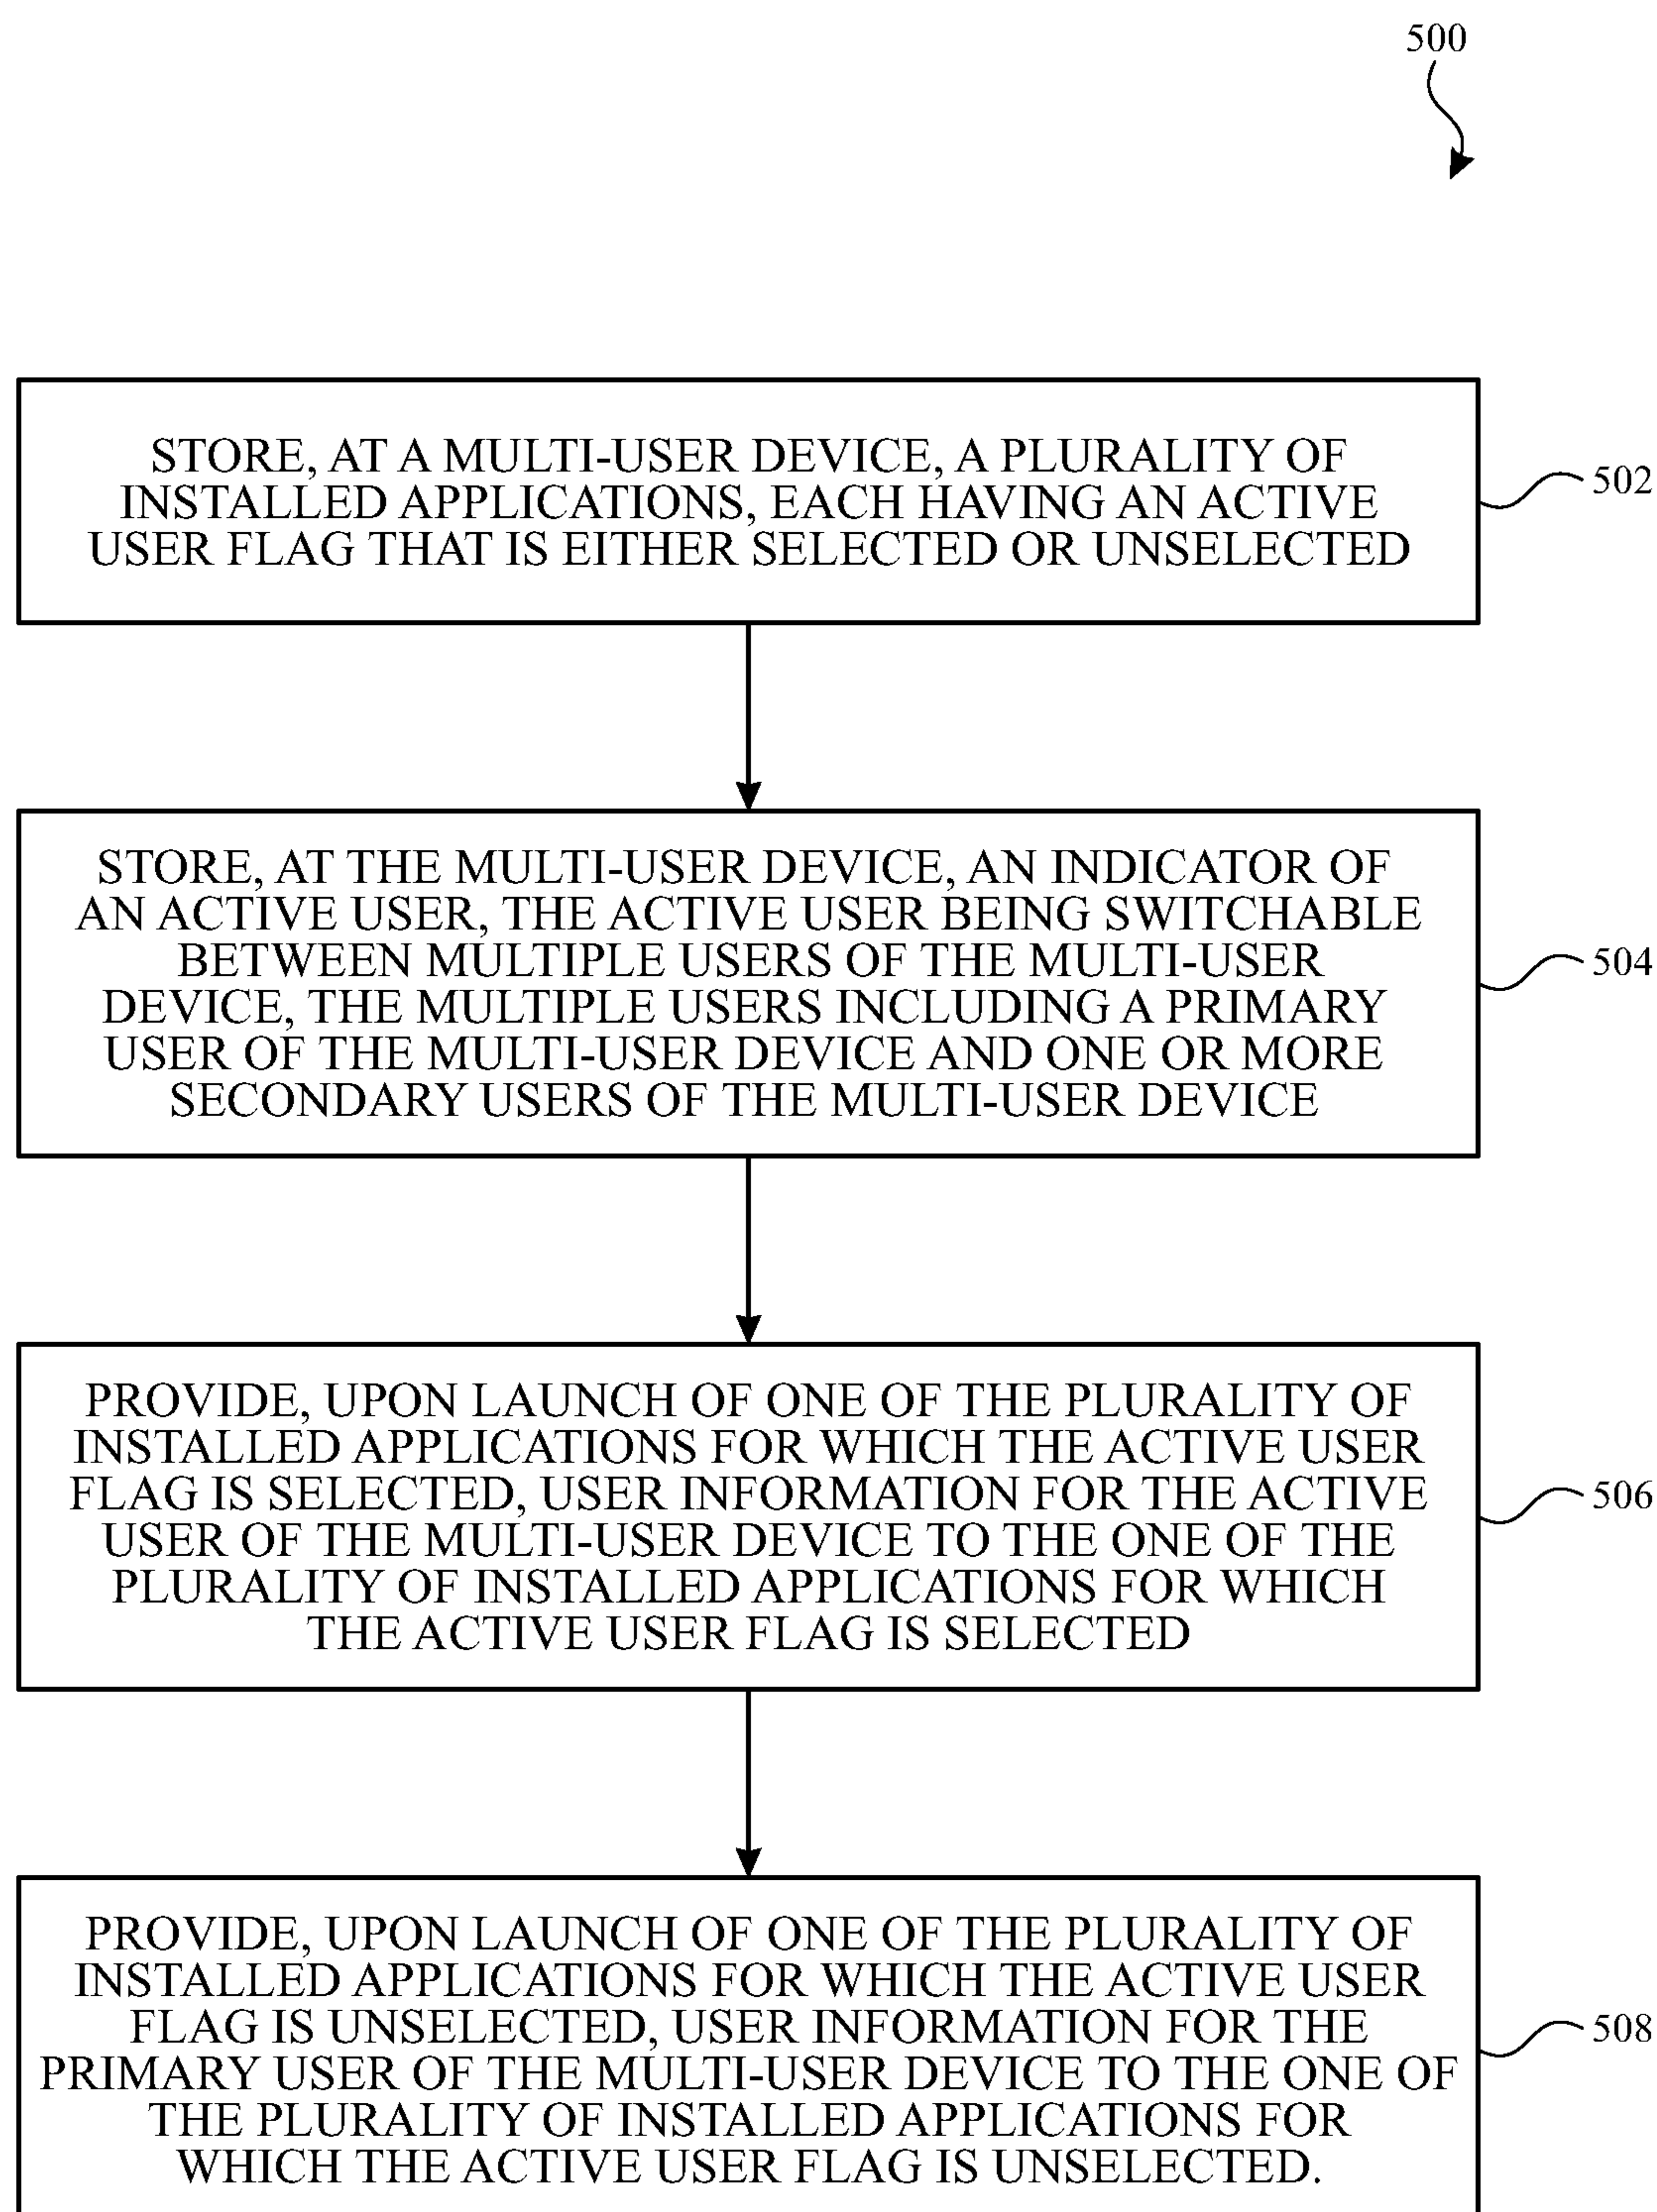 500
STORE, AT A MULTI-USER DEVICE, A PLURALITY OF
INSTALLED APPLICATIONS, EACH HAVING AN ACTIVE
USER FLAG THAT IS EITHER SELECTED OR UNSELECTED
502
STORE, AT THE MULTI-USER DEVICE, AN INDICATOR OF
AN ACTIVE USER, THE ACTIVE USER BEING SWITCHABLE
BETWEEN MULTIPLE USERS OF THE MULTI-USER
DEVICE, THE MULTIPLE USERS INCLUDING A PRIMARY
USER OF THE MULTI-USER DEVICE AND ONE OR MORE
SECONDARY USERS OF THE MULTI-USER DEVICE
504
PROVIDE, UPON LAUNCH OF ONE OF THE PLURALITY OF
INSTALLED APPLICATIONS FOR WHICH THE ACTIVE USER
FLAG IS SELECTED, USER INFORMATION FOR THE ACTIVE
USER OF THE MULTI-USER DEVICE TO THE ONE OF THE
PLURALITY OF INSTALLED APPLICATIONS FOR WHICH
THE ACTIVE USER FLAG IS SELECTED
506
PROVIDE, UPON LAUNCH OF ONE OF THE PLURALITY OF
INSTALLED APPLICATIONS FOR WHICH THE ACTIVE USER
FLAG IS UNSELECTED, USER INFORMATION FOR THE
PRIMARY USER OF THE MULTI-USER DEVICE TO THE ONE OF
THE PLURALITY OF INSTALLED APPLICATIONS FOR
WHICH THE ACTIVE USER FLAG IS UNSELECTED.
508